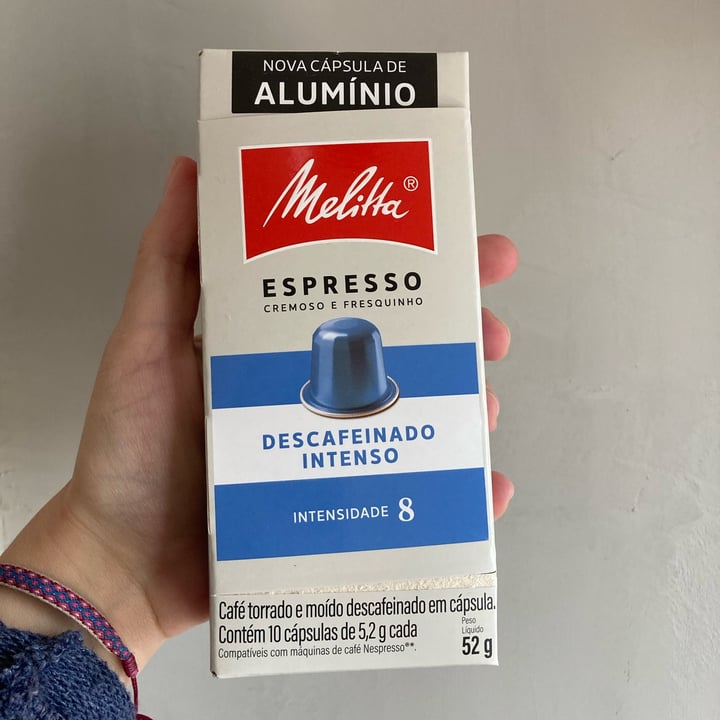 NOVA CÁPSULA DE
ALUMÍNIO
Melitta®
ESPRESSO
CREMOSO E FRESQUINHO
DESCAFEINADO
INTENSO
INTENSIDADE 8
Café torrado e moído descafeinado em cápsula.
Contém 10 cápsulas de 5,2 g cada
Compatíveis com máquinas de café Nespresso®*.
Peso
Líquido
52 g